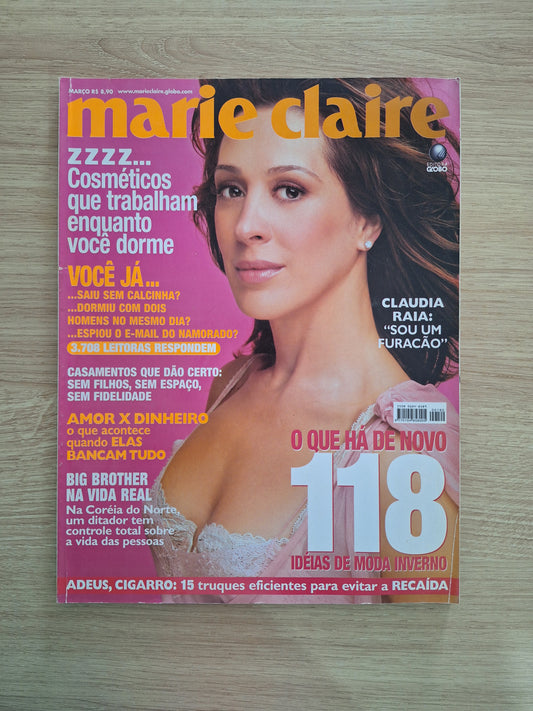 MARÇO R$ 8,90 www.marieclaire.globo.com
marie claire
EDITORA
GLOBO
ZZZZ...
Cosméticos
que trabalham
enquanto
você dorme
VOCÊ JÁ...
...SAIU SEM CALCINHA?
...DORMIU COM DOIS
HOMENS NO MESMO DIA?
...ESPIOU O E-MAIL DO NAMORADO?
3.708 LEITORAS RESPONDEM
CLAUDIA
RAIA:
“SOU UM
FURACÃO”
CASAMENTOS QUE DÃO CERTO:
SEM FILHOS, SEM ESPAÇO,
SEM FIDELIDADE
AMOR X DINHEIRO
o que acontece
quando ELAS
BANCAM TUDO
BIG BROTHER
NA VIDA REAL
Na Coréia do Norte,
um ditador tem
controle total sobre
a vida das pessoas
O QUE HÁ DE NOVO
118
IDÉIAS DE MODA INVERNO
ADEUS, CIGARRO: 15 truques eficientes para evitar a RECAÍDA